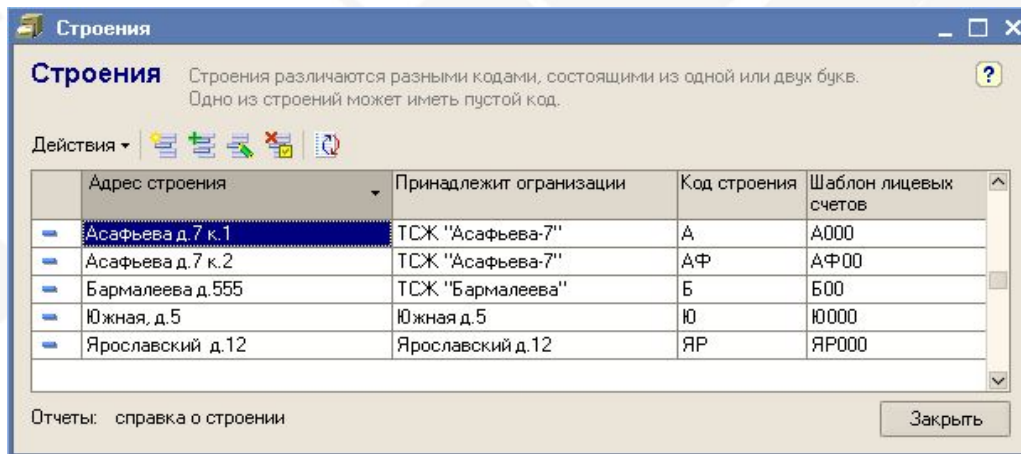 Строения
Строения Строения различаются разными кодами, состоящими из одной или двух букв.
Одно из строений может иметь пустой код.
Действия
Адрес строения Принадлежит огранизации Код строения Шаблон лицевых
счетов
Асафьева д.7 к.1 ТСЖ "Асафьева-7" А А000
Асафьева д.7 к.2 ТСЖ "Асафьева-7" АФ АФ00
Бармалеева д.555 ТСЖ "Бармалеева" Б Б00
Южная, д.5 Южная д.5 Ю Ю000
Ярославский д.12 Ярославский д.12 ЯР ЯР000
Отчеты: справка о строении Закрыть